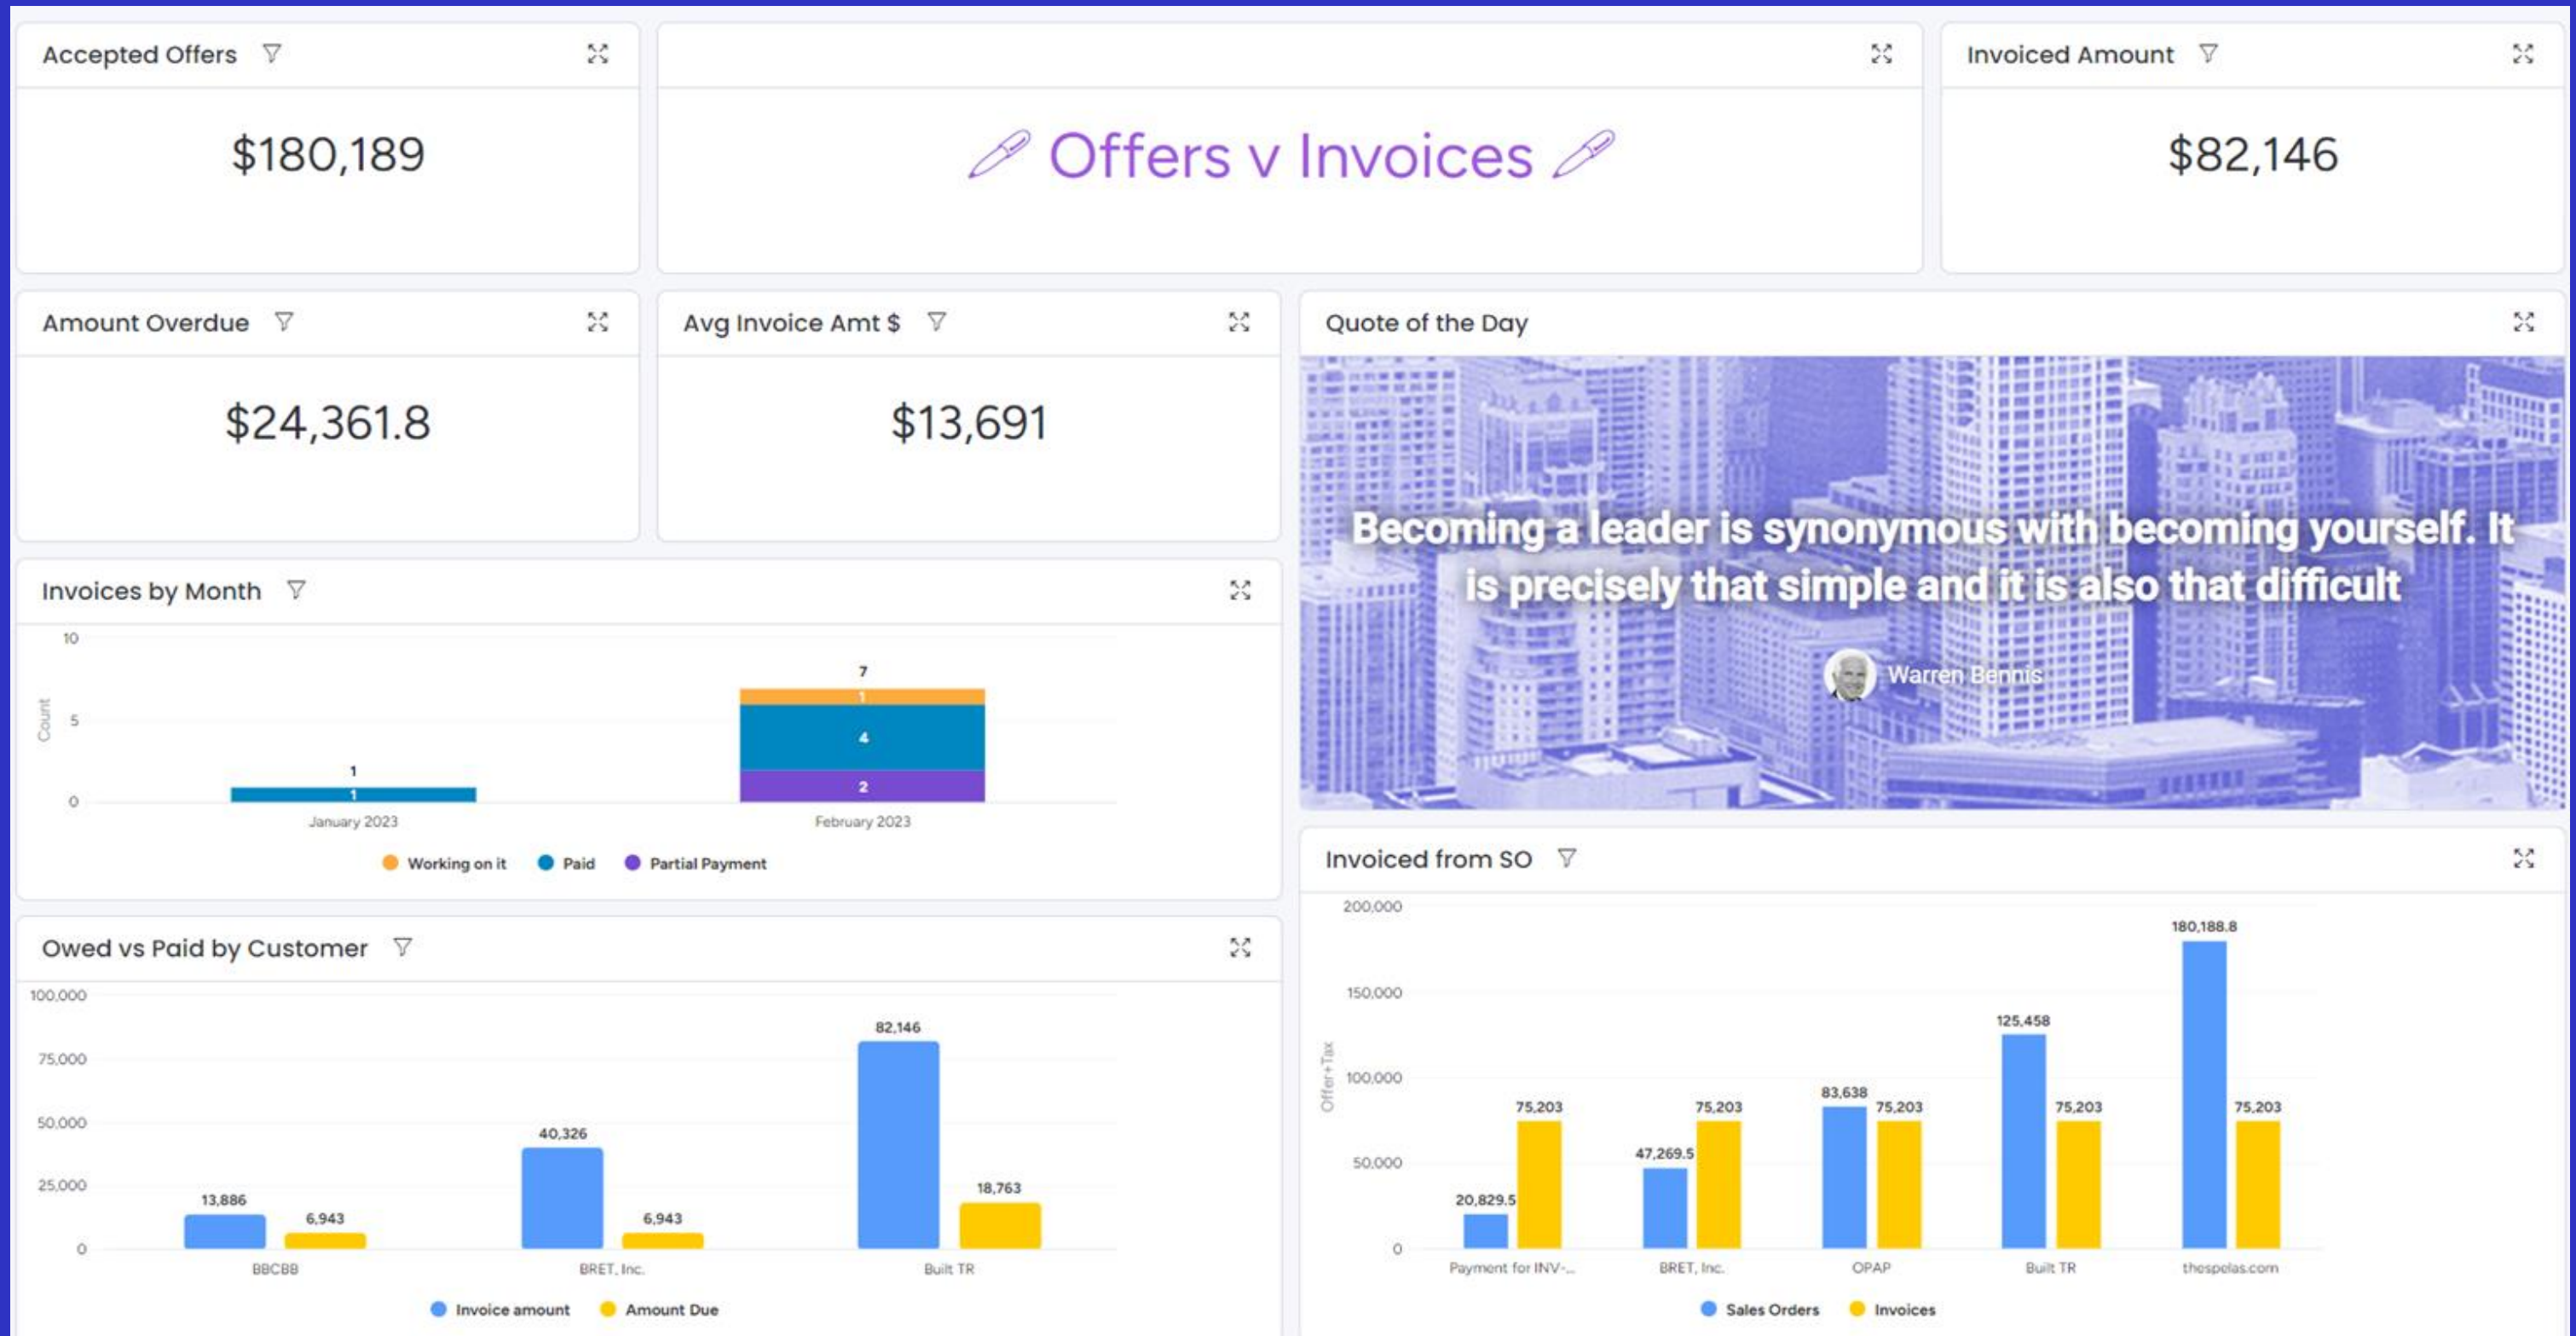 Accepted Offers
$180,189
Offers v Invoices
Invoiced Amount
$82,146
Amount Overdue
$24,361.8
Avg Invoice Amt $
$13,691
Quote of the Day
Becoming a leader is synonymous with becoming yourself. It
is precisely that simple and it is also that difficult
Warren Bennis
Invoices by Month
10
5
0
Count
1
1
7
1
4
2
January 2023
February 2023
Working on it
Paid
Partial Payment
Owed vs Paid by Customer
100,000
75,000
50,000
25,000
0
13,886
6,943
40,326
6,943
82,146
18,763
BBCBB
BRET, Inc.
Built TR
Invoice amount
Amount Due
Invoiced from SO
200,000
150,000
100,000
50,000
0
Offer+Tax
20,829.5
75,203
47,269.5
75,203
83,638
75,203
125,458
75,203
180,188.8
75,203
Payment for INV-...
BRET, Inc.
OPAP
Built TR
thespelas.com
Sales Orders
Invoices